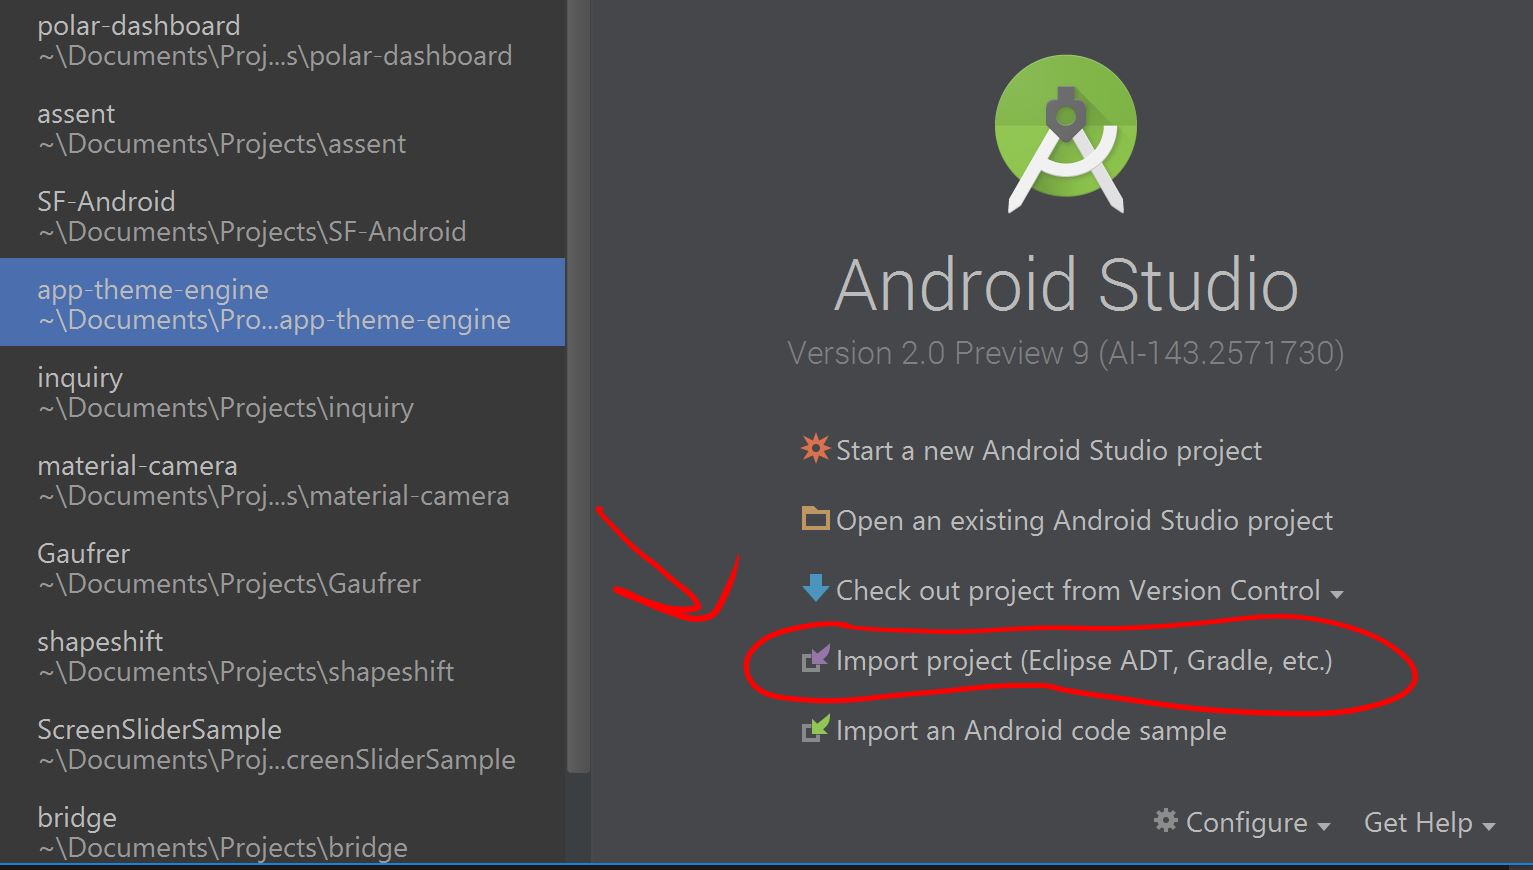 polar-dashboard
~\Documents\Proj...s\polar-dashboard
assent
~\Documents\Projects\assent
SF-Android
~\Documents\Projects\SF-Android
app-theme-engine
~\Documents\Pro...app-theme-engine
inquiry
~\Documents\Projects\inquiry
material-camera
~\Documents\Proj...s\material-camera
Gaufrer
~\Documents\Projects\Gaufrer
shapeshift
~\Documents\Projects\shapeshift
ScreenSliderSample
~\Documents\Proj...creenSliderSample
bridge
~\Documents\Projects\bridge
Android Studio
Version 2.0 Preview 9 (AI-143.2571730)
Start a new Android Studio project
Open an existing Android Studio project
Check out project from Version Control
Import project (Eclipse ADT, Gradle, etc.)
Import an Android code sample
Configure
Get Help